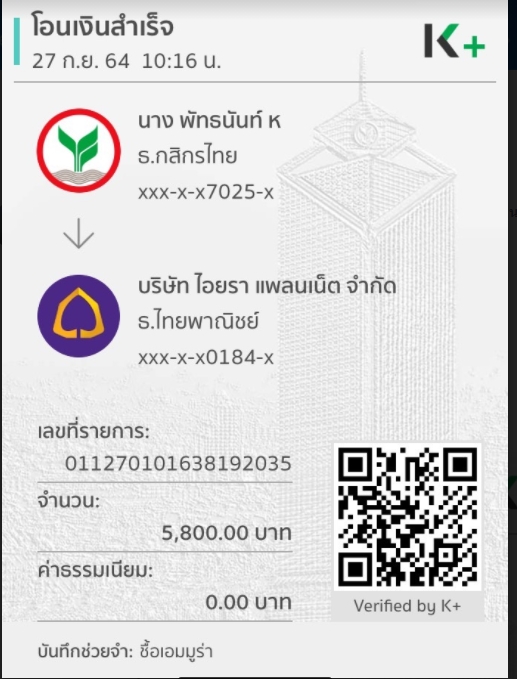 โอนเงินสำเร็จ
27 ก.ย. 64 10:16 น.
K+
นาง พัทธนันท์ ห
ธ.กสิกรไทย
xxx-x-x7025-x
บริษัท ไอยรา แพลนเน็ต จำกัด
ธ.ไทยพาณิชย์
xxx-x-x0184-x
เลขที่รายการ:
011270101638192035
จำนวน:
5,800.00 บาท
ค่าธรรมเนียม:
0.00 บาท
Verified by K+
บันทึกช่วยจำ: ซื้อเอมมูร่า